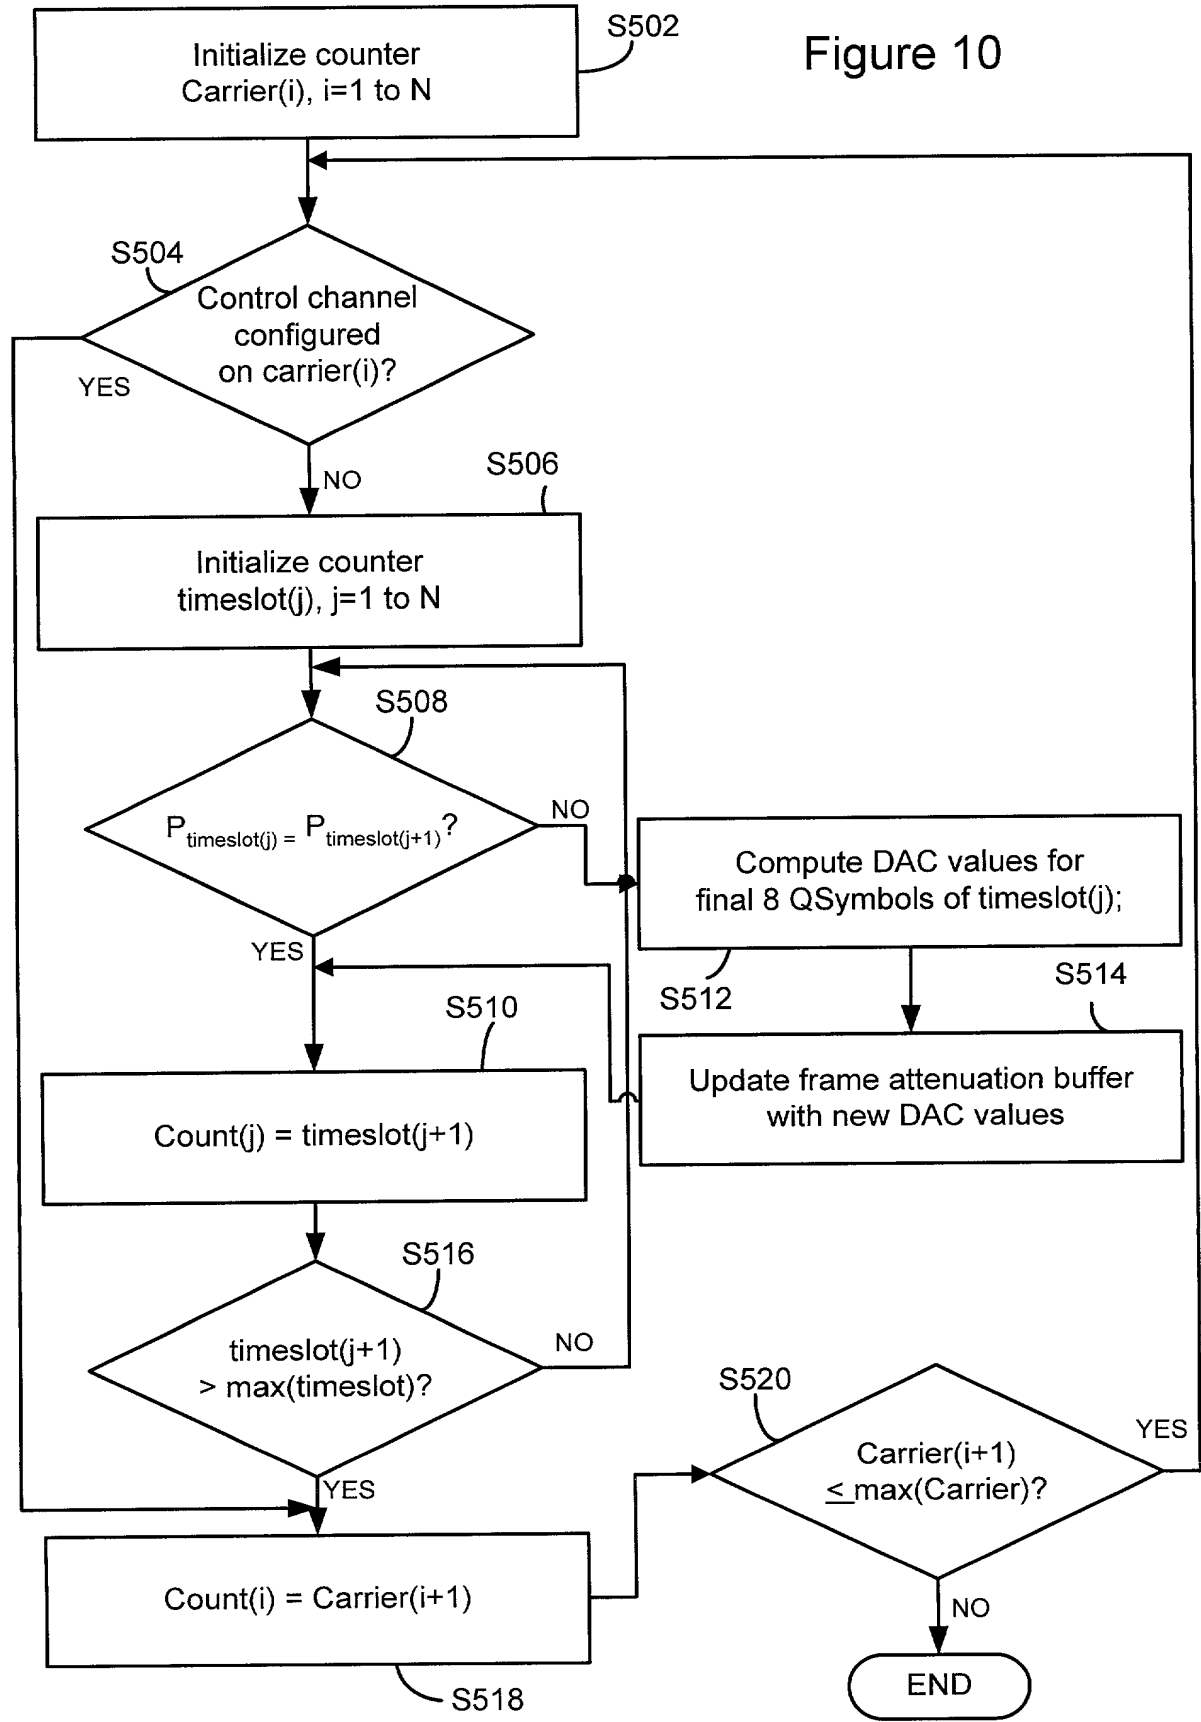 Figure 10
S502
Initialize counter
Carrier(i), i=1 to N
S504
Control channel
configured
on carrier(i)?
YES
NO
S506
Initialize counter
timeslot(j), j=1 to N
S508
Ptimeslot(j) = Ptimeslot(j+1)?
NO
YES
Compute DAC values for
final 8 QSymbols of timeslot(j);
S512
S514
Update frame attenuation buffer
with new DAC values
S510
Count(j) = timeslot(j+1)
S516
timeslot(j+1)
> max(timeslot)?
NO
YES
S520
Carrier(i+1)
< max(Carrier)?
YES
NO
Count(i) = Carrier(i+1)
S518
END